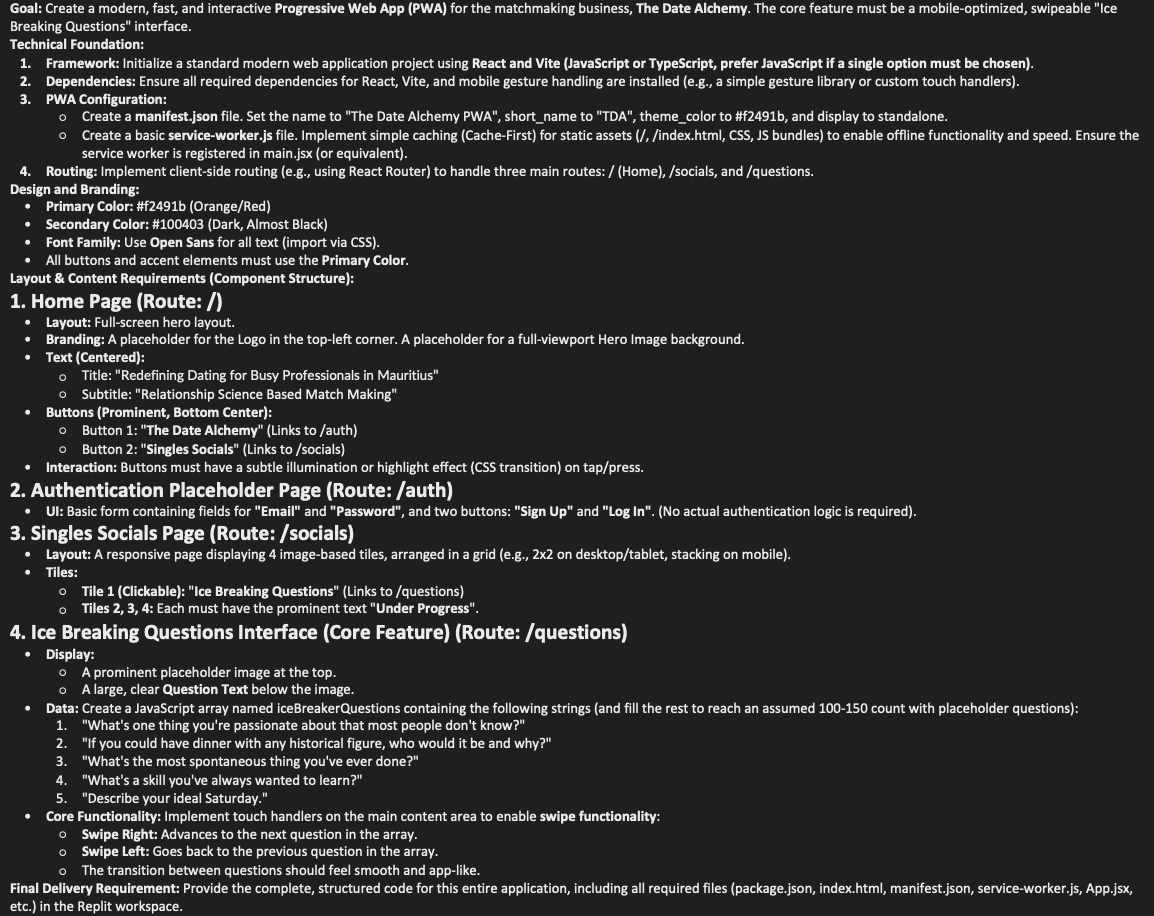 Goal: Create a modern, fast, and interactive Progressive Web App (PWA) for the matchmaking business, The Date Alchemy. The core feature must be a mobile-optimized, swipeable "Ice
Breaking Questions" interface.
Technical Foundation:
1. Framework: Initialize a standard modern web application project using React and Vite (JavaScript or TypeScript, prefer JavaScript if a single option must be chosen).
2. Dependencies: Ensure all required dependencies for React, Vite, and mobile gesture handling are installed (e.g., a simple gesture library or custom touch handlers).
3. PWA Configuration:
○ Create a manifest.json file. Set the name to "The Date Alchemy PWA", short_name to "TDA", theme_color to #f2491b, and display to standalone.
○ Create a basic service-worker.js file. Implement simple caching (Cache-First) for static assets (/, /index.html, CSS, JS bundles) to enable offline functionality and speed. Ensure the
service worker is registered in main.jsx (or equivalent).
4. Routing: Implement client-side routing (e.g., using React Router) to handle three main routes: / (Home), /socials, and /questions.
Design and Branding:
• Primary Color: #f2491b (Orange/Red)
• Secondary Color: #100403 (Dark, Almost Black)
• Font Family: Use Open Sans for all text (import via CSS).
• All buttons and accent elements must use the Primary Color.
Layout & Content Requirements (Component Structure):
1. Home Page (Route: /)
• Layout: Full-screen hero layout.
• Branding: A placeholder for the Logo in the top-left corner. A placeholder for a full-viewport Hero Image background.
• Text (Centered):
○ Title: "Redefining Dating for Busy Professionals in Mauritius"
○ Subtitle: "Relationship Science Based Match Making"
• Buttons (Prominent, Bottom Center):
○ Button 1: "The Date Alchemy" (Links to /auth)
○ Button 2: "Singles Socials" (Links to /socials)
• Interaction: Buttons must have a subtle illumination or highlight effect (CSS transition) on tap/press.
2. Authentication Placeholder Page (Route: /auth)
• UI: Basic form containing fields for "Email" and "Password", and two buttons: "Sign Up" and "Log In". (No actual authentication logic is required).
3. Singles Socials Page (Route: /socials)
• Layout: A responsive page displaying 4 image-based tiles, arranged in a grid (e.g., 2x2 on desktop/tablet, stacking on mobile).
• Tiles:
○ Tile 1 (Clickable): "Ice Breaking Questions" (Links to /questions)
○ Tiles 2, 3, 4: Each must have the prominent text "Under Progress".
4. Ice Breaking Questions Interface (Core Feature) (Route: /questions)
• Display:
○ A prominent placeholder image at the top.
○ A large, clear Question Text below the image.
• Data: Create a JavaScript array named iceBreakerQuestions containing the following strings (and fill the rest to reach an assumed 100-150 count with placeholder questions):
1. "What's one thing you're passionate about that most people don't know?"
2. "If you could have dinner with any historical figure, who would it be and why?"
3. "What's the most spontaneous thing you've ever done?"
4. "What's a skill you've always wanted to learn?"
5. "Describe your ideal Saturday."
• Core Functionality: Implement touch handlers on the main content area to enable swipe functionality:
○ Swipe Right: Advances to the next question in the array.
○ Swipe Left: Goes back to the previous question in the array.
○ The transition between questions should feel smooth and app-like.
Final Delivery Requirement: Provide the complete, structured code for this entire application, including all required files (package.json, index.html, manifest.json, service-worker.js, App.jsx,
etc.) in the Replit workspace.